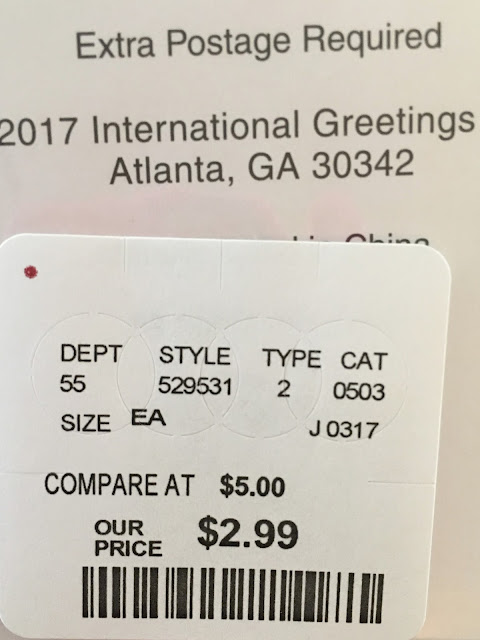 Extra Postage Required
2017 International Greetings
Atlanta, GA 30342
China
DEPT STYLE TYPE CAT
55 529531 2 0503
SIZE EA J 0317
COMPARE AT $5.00
OUR PRICE $2.99